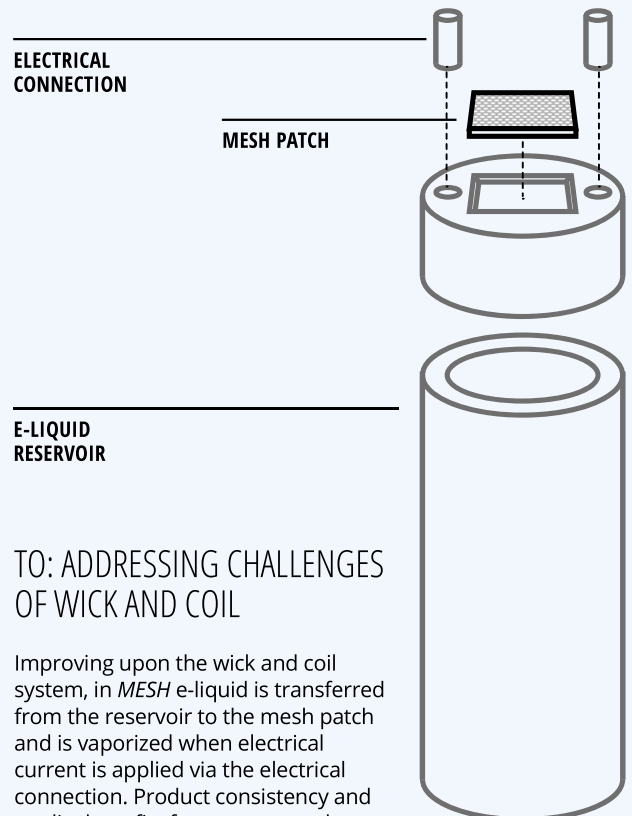 ELECTRICAL
CONNECTION
MESH PATCH
E-LIQUID
RESERVOIR
TO: ADDRESSING CHALLENGES
OF WICK AND COIL
Improving upon the wick and coil
system, in MESH e-liquid is transferred
from the reservoir to the mesh patch
and is vaporized when electrical
current is applied via the electrical
connection. Product consistency and